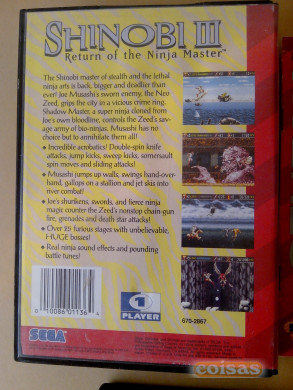 SHINOBI III
Return of the Ninja Master™
The Shinobi master of stealth and the lethal
ninja arts is back, bigger and deadlier than
ever! Joe Musashi's sworn enemy, the Neo
Zeed, grips the city in a vicious crime ring.
Shadow Master, a super ninja cloned from
Joe's own bloodline, controls the Zeed's sav-
age army of bio-ninjas. Musashi has no
choice but to annihilate them all!
• Incredible acrobatics! Double-spin knife
attacks, jump kicks, sweep kicks, somersault
spin moves and sliding attacks!
• Musashi jumps up walls, swings hand-over-
hand, gallops on a stallion and jet skis into
river combat!
• Joe's shurikens, swords, and fierce ninja
magic counter the Zeed's nonstop chain-gun
fire, grenades and death star attacks!
• Over 25 furious stages with unbelievable,
HUGE bosses!
• Real ninja sound effects and pounding
battle tunes!
0 10086 01136 6
1
PLAYER
670-2867
SEGA
coisas